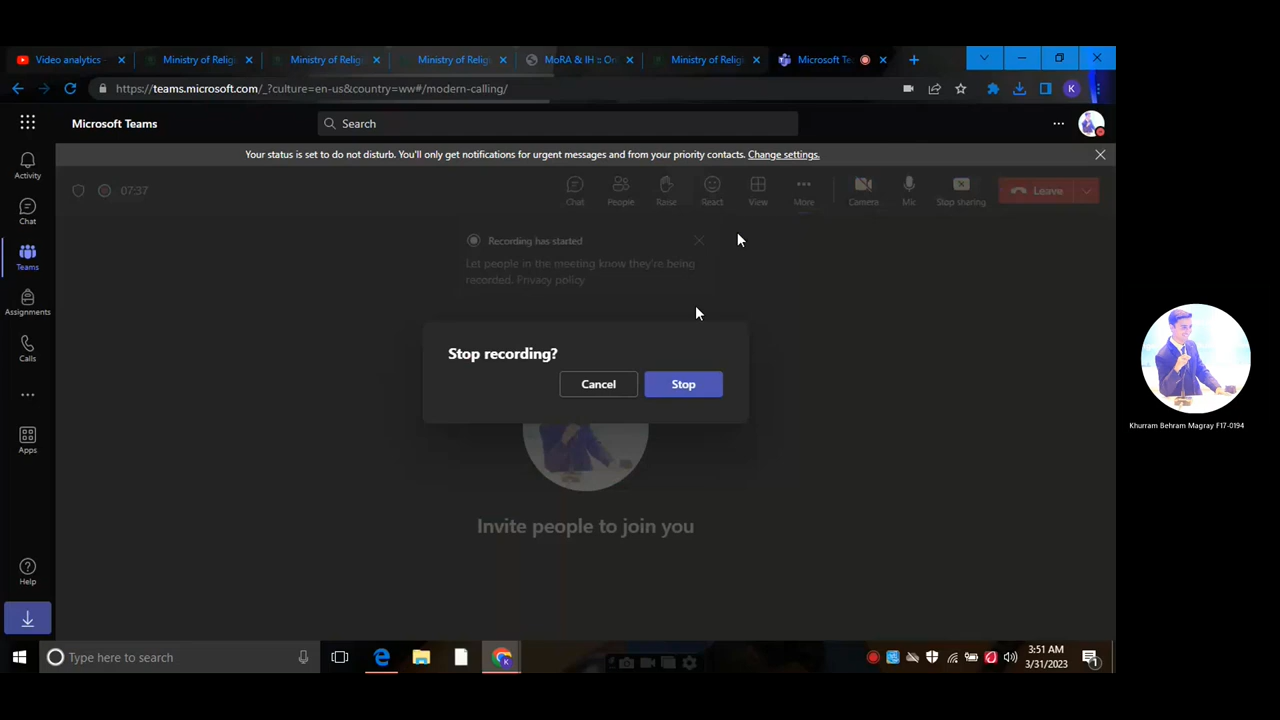 Video analytics -
Ministry of Relig
Ministry of Relig
Ministry of Relig
MoRA & IH :: Onl
Ministry of Relig
Microsoft Te
https://teams.microsoft.com/_?culture=en-us&country=ww#/modern-calling/
K
Microsoft Teams
Search
Your status is set to do not disturb. You'll only get notifications for urgent messages and from your priority contacts. Change settings.
Activity
Chat
Teams
Assignments
Calls
Apps
Help
07:37
Chat
People
Raise
React
View
More
Camera
Mic
Stop sharing
Leave
Recording has started
Let people in the meeting know they're being
recorded. Privacy policy
Stop recording?
Cancel
Stop
Invite people to join you
Khurram Behram Magray F17-0194
Type here to search
3:51 AM
3/31/2023
1